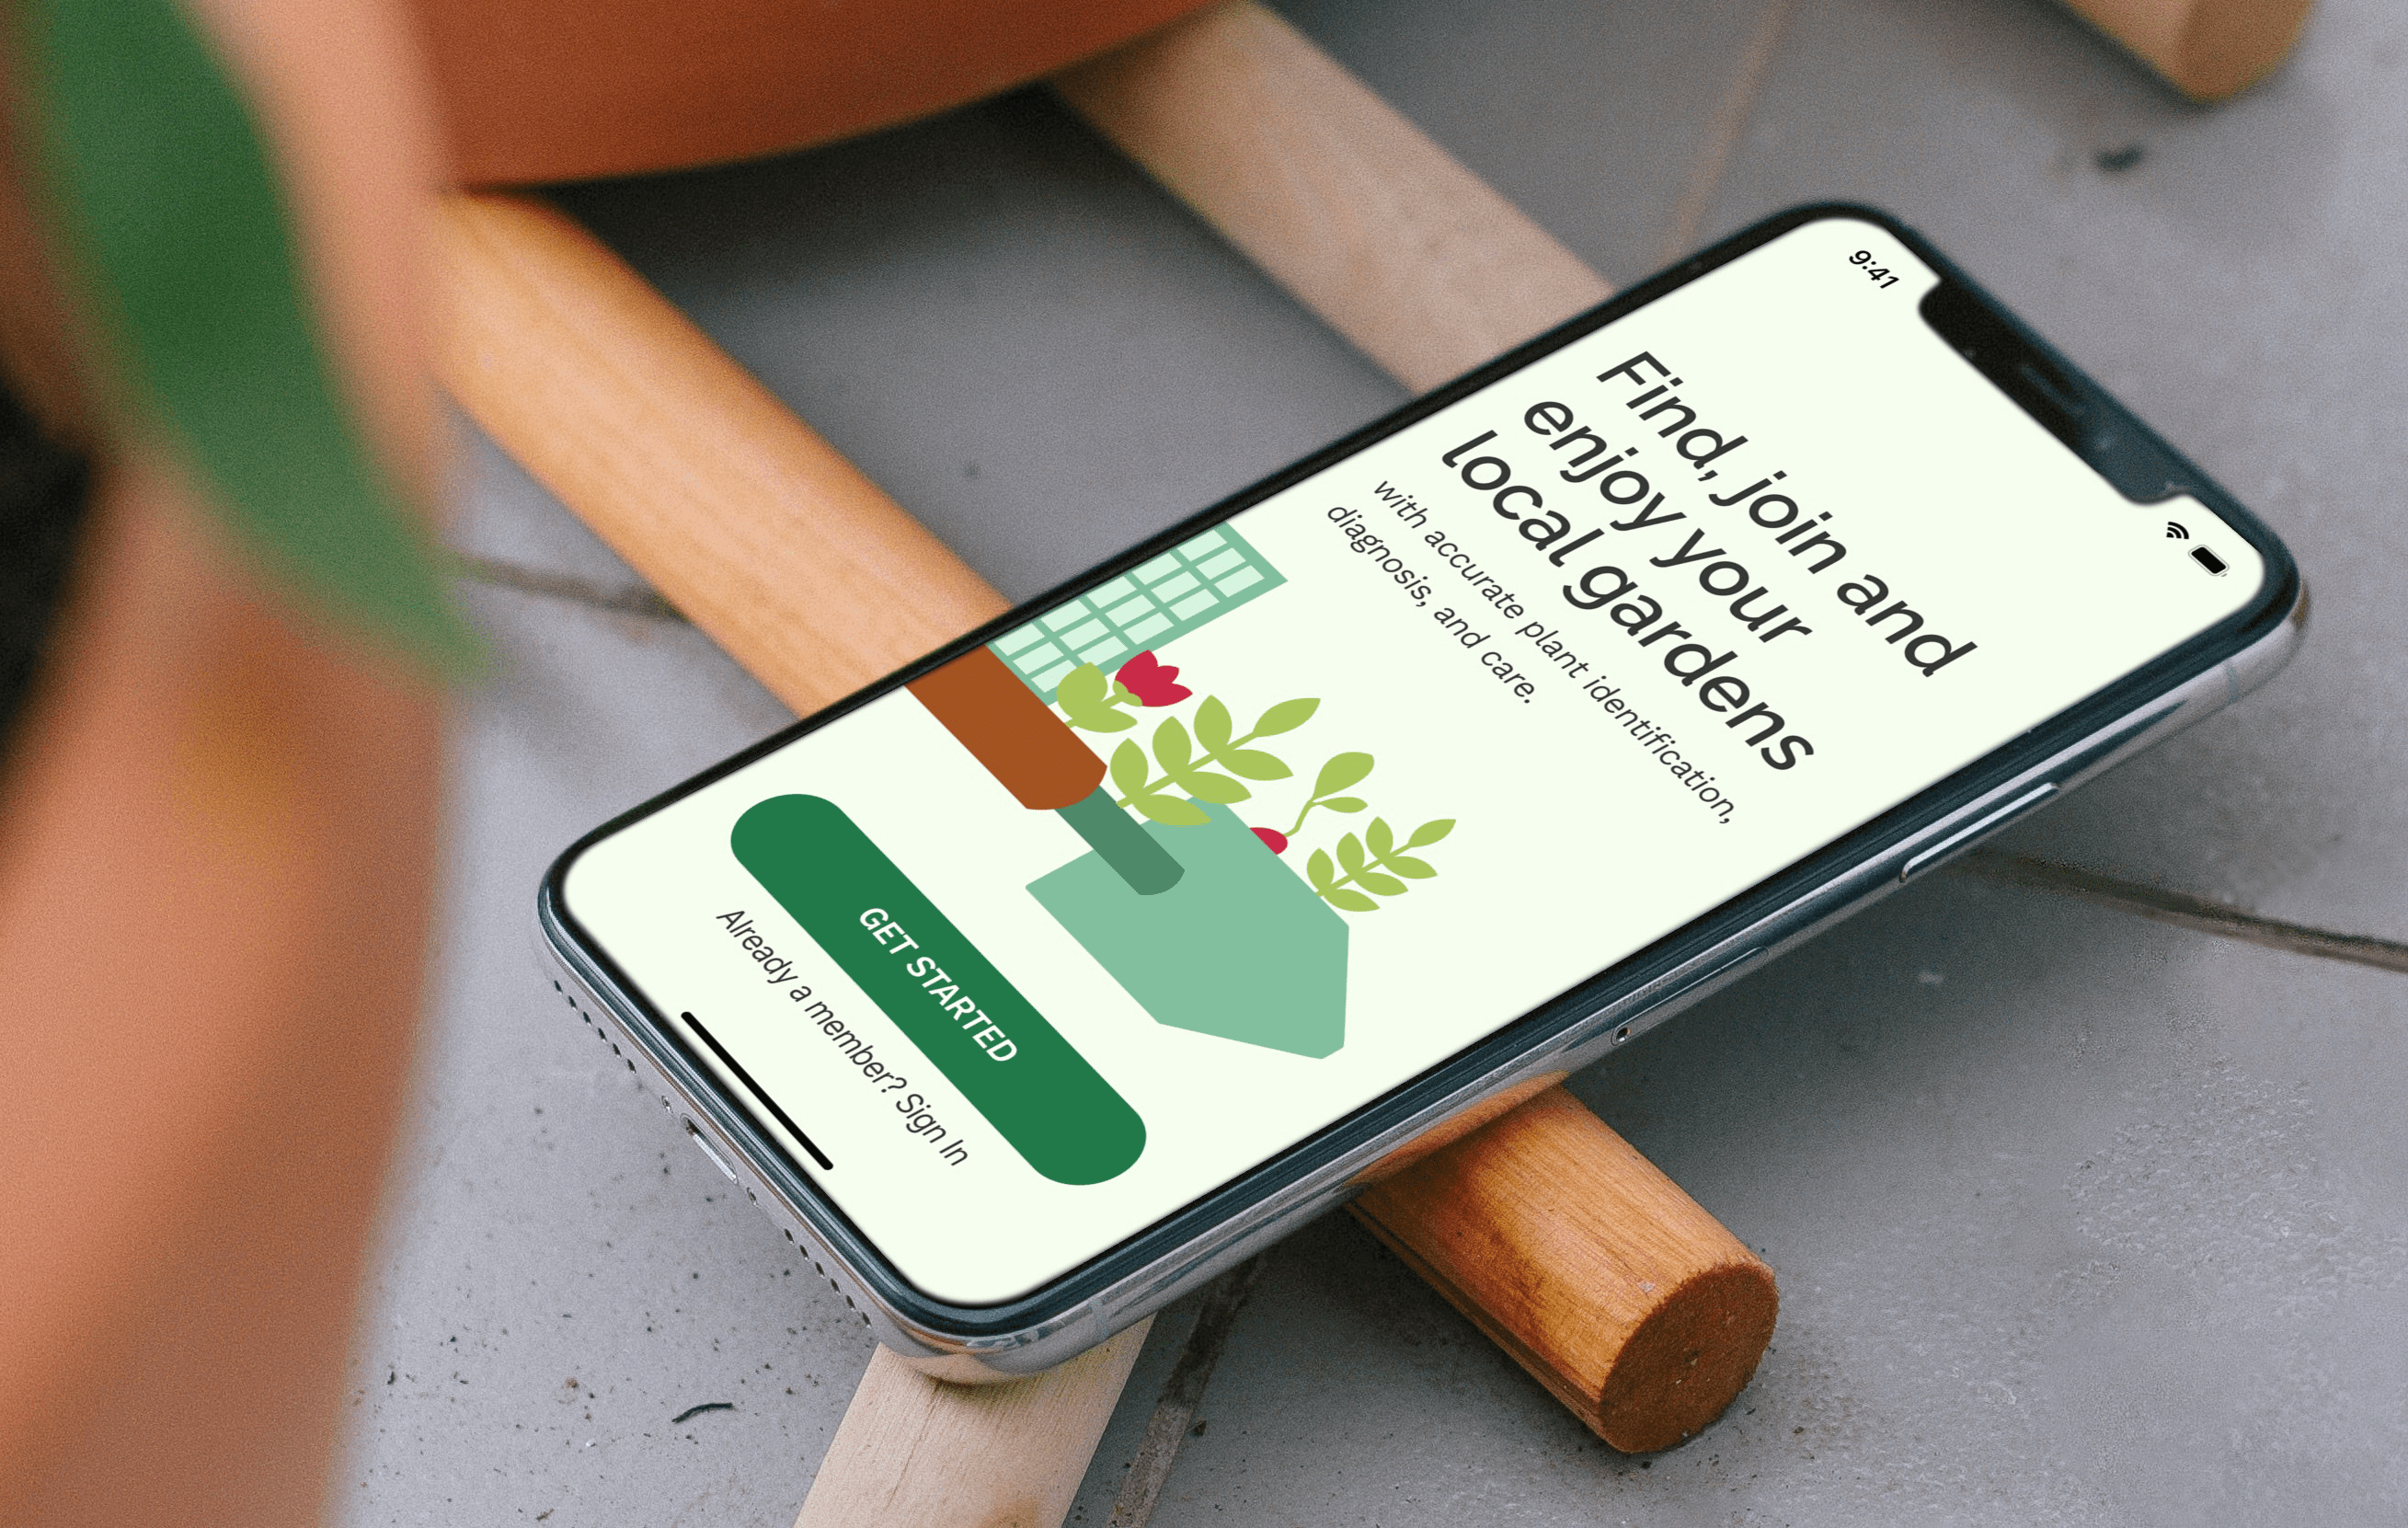 9:41
Find, join and
enjoy your
local gardens
with accurate plant identification,
diagnosis, and care.
GET STARTED
Already a member? Sign In